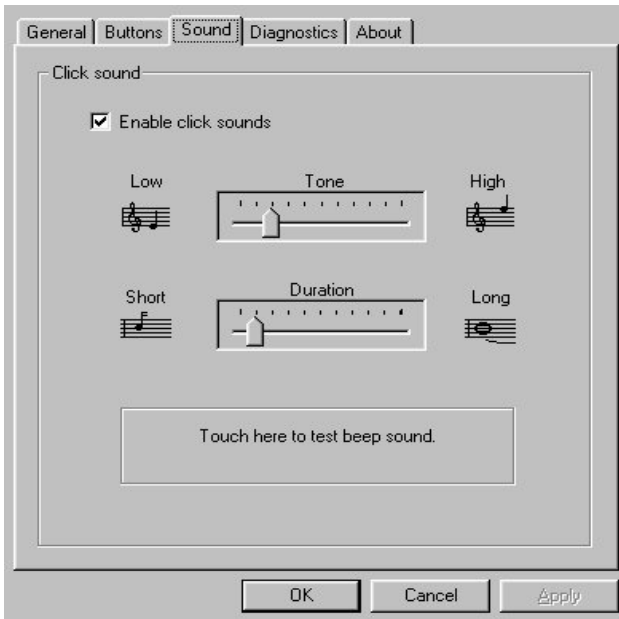 General Buttons Sound Diagnostics About
Click sound
Enable click sounds
Low Tone High
Short Duration Long
Touch here to test beep sound.
OK Cancel Apply